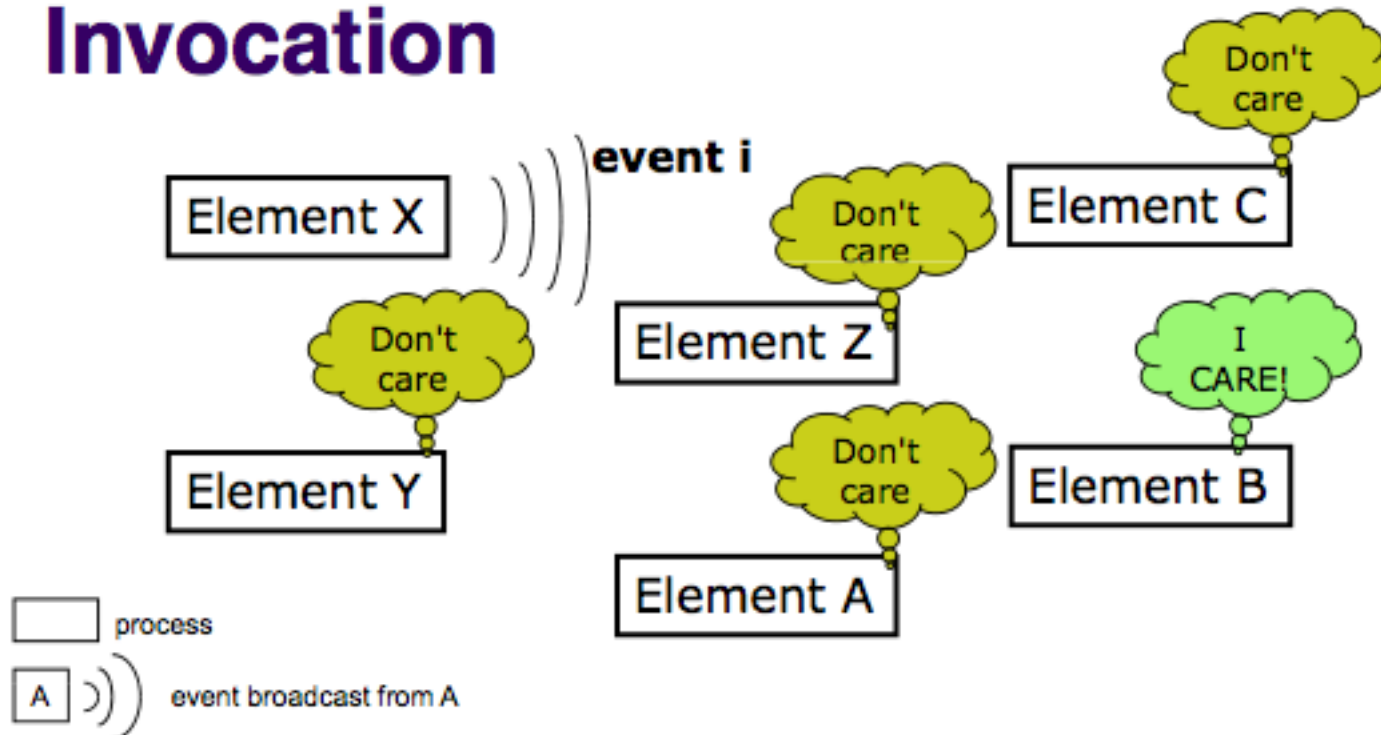 Invocation
Don't
care
event i
Element X
Don't
care
Element C
Don't
care
Element Z
I
CARE!
Don't
care
Element Y
Don't
care
Element B
Element A
process
A
event broadcast from A